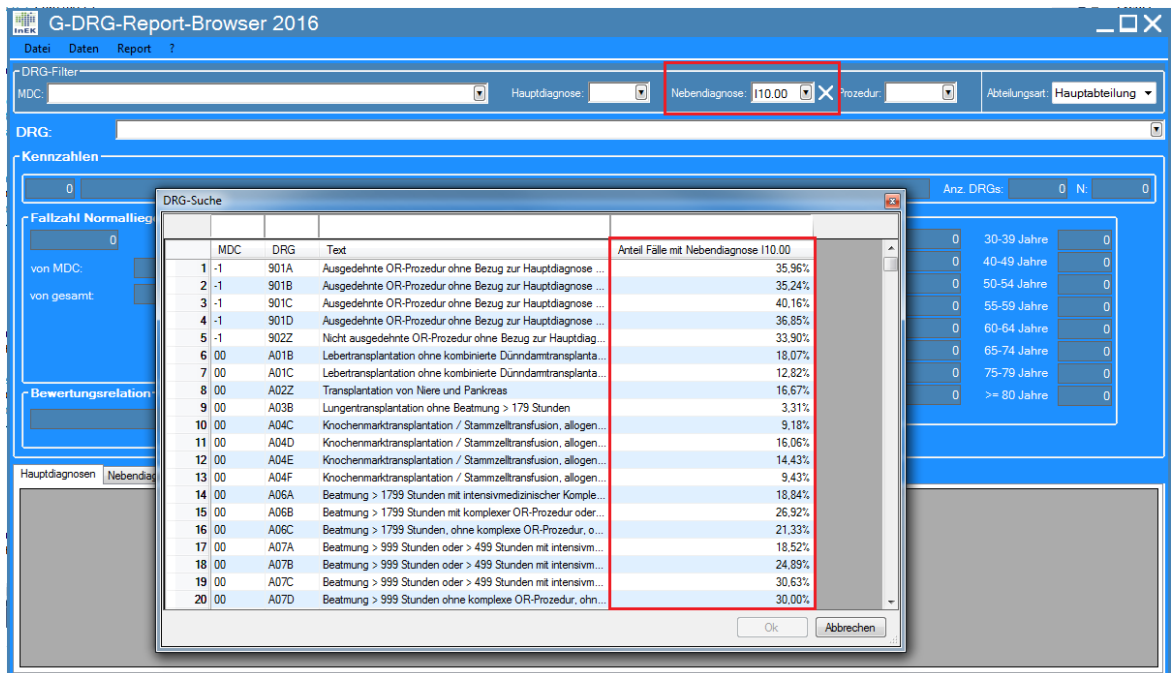 InEK G-DRG-Report-Browser 2016
Datei Daten Report ?
DRG-Filter
MDC: Hauptdiagnose: Nebendiagnose: I10.00 Prozedur: Abteilungsart: Hauptabteilung
DRG:
Kennzahlen
0 Anz. DRGs: 0 N: 0
DRG-Suche
Fallzahl Normallieg
0 0 30-39 Jahre 0
MDC DRG Text Anteil Fälle mit Nebendiagnose I10.00
1 -1 901A Ausgedehnte OR-Prozedur ohne Bezug zur Hauptdiagnose ... 35,96%
von MDC: 0 40-49 Jahre 0
2 -1 901B Ausgedehnte OR-Prozedur ohne Bezug zur Hauptdiagnose ... 35,24%
0 50-54 Jahre 0
3 -1 901C Ausgedehnte OR-Prozedur ohne Bezug zur Hauptdiagnose ... 40,16%
von gesamt: 0 55-59 Jahre 0
4 -1 901D Ausgedehnte OR-Prozedur ohne Bezug zur Hauptdiagnose ... 36,85%
0 60-64 Jahre 0
5 -1 902Z Nicht ausgedehnte OR-Prozedur ohne Bezug zur Hauptdiag... 33,90%
6 00 A01B Lebertransplantation ohne kombinierte Dünndarmtransplanta... 18,07%
0 65-74 Jahre 0
7 00 A01C Lebertransplantation ohne kombinierte Dünndarmtransplanta... 12,82%
0 75-79 Jahre 0
8 00 A02Z Transplantation von Niere und Pankreas 16,67%
Bewertungsrelation 0 >= 80 Jahre 0
9 00 A03B Lungentransplantation ohne Beatmung > 179 Stunden 3,31%
10 00 A04C Knochenmarktransplantation / Stammzelltransfusion, allogen... 9,18%
11 00 A04D Knochenmarktransplantation / Stammzelltransfusion, allogen... 16,06%
12 00 A04E Knochenmarktransplantation / Stammzelltransfusion, allogen... 14,43%
13 00 A04F Knochenmarktransplantation / Stammzelltransfusion, allogen... 9,43%
Hauptdiagnosen Nebendiag
14 00 A06A Beatmung > 1799 Stunden mit intensivmedizinischer Komple... 18,84%
15 00 A06B Beatmung > 1799 Stunden mit komplexer OR-Prozedur oder... 26,92%
16 00 A06C Beatmung > 1799 Stunden, ohne komplexe OR-Prozedur, o... 21,33%
17 00 A07A Beatmung > 999 Stunden oder > 499 Stunden mit intensivm... 18,52%
18 00 A07B Beatmung > 999 Stunden oder > 499 Stunden mit intensivm... 24,89%
19 00 A07C Beatmung > 999 Stunden oder > 499 Stunden mit intensivm... 30,63%
20 00 A07D Beatmung > 999 Stunden ohne komplexe OR-Prozedur, ohn... 30,00%
Ok Abbrechen